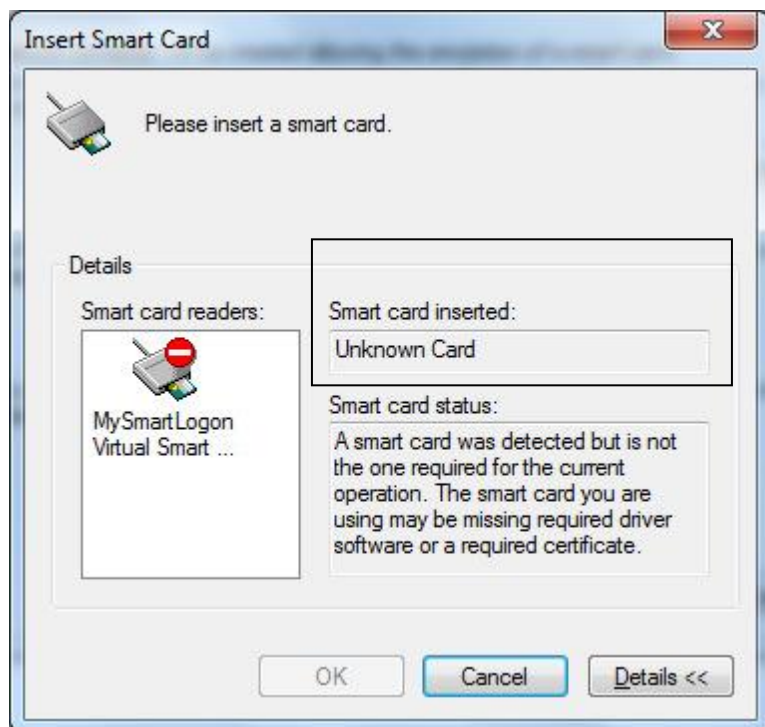 Insert Smart Card
Please insert a smart card.
Details
Smart card readers:
MySmartLogon
Virtual Smart ...
Smart card inserted:
Unknown Card
Smart card status:
A smart card was detected but is not
the one required for the current
operation. The smart card you are
using may be missing required driver
software or a required certificate.
OK
Cancel
Details <<